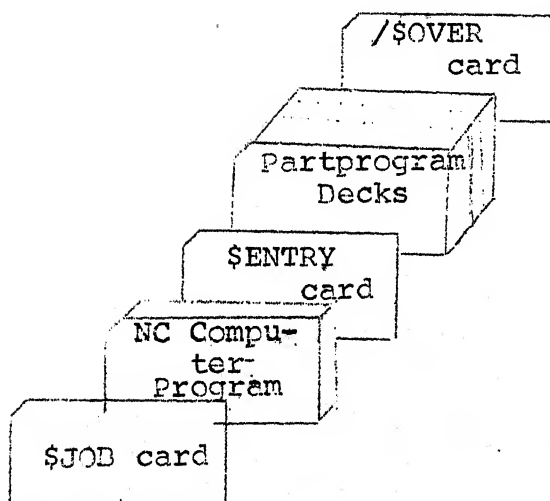 /$OVER
card
Partprogram
Decks
$ENTRY
card
NC Compu-
ter-
Program
$JOB card